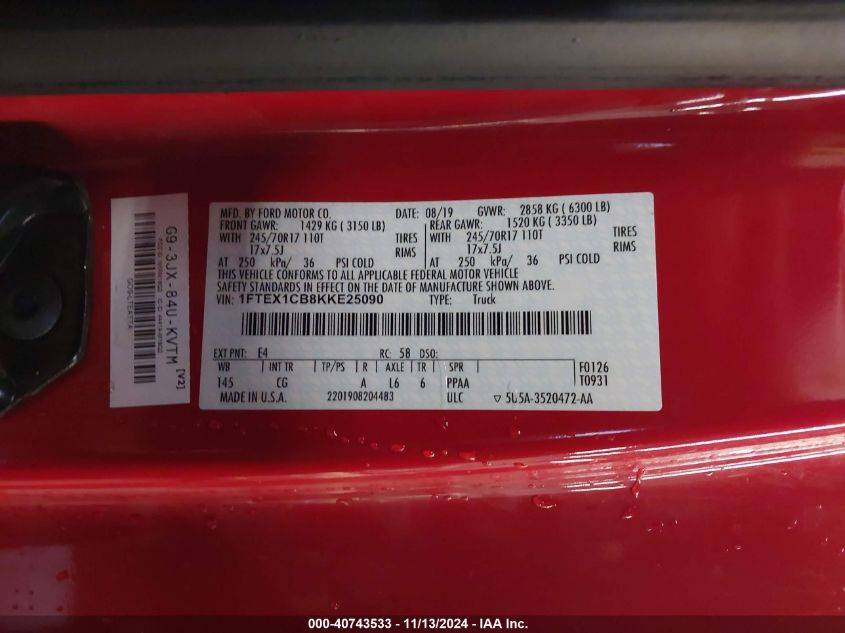 MFD. BY FORD MOTOR CO. DATE: 08/19 GVWR: 2858 KG ( 6300 LB)
FRONT GAWR: 1429 KG ( 3150 LB) REAR GAWR: 1520 KG ( 3350 LB)
WITH 245/70R17 110T TIRES WITH 245/70R17 110T TIRES
17x7.5J RIMS 17x7.5J RIMS
AT 250 kPa/ 36 PSI COLD AT 250 kPa/ 36 PSI COLD
THIS VEHICLE CONFORMS TO ALL APPLICABLE FEDERAL MOTOR VEHICLE
SAFETY STANDARDS IN EFFECT ON THE DATE OF MANUFACTURE SHOWN ABOVE.
VIN: 1FTEX1CB8KKE25090 TYPE: Truck
EXT PNT: E4 RC: 58 DSO:
WB INT TR TP/PS R AXLE TR SPR F0126
145 CG A L6 6 PPAA T0931
MADE IN U.S.A. 2201908204483 ULC ▽ 5U5A-3520472-AA
G9-3JX-84U-KVTM [V2]
000-40743533 - 11/13/2024 - IAA Inc.